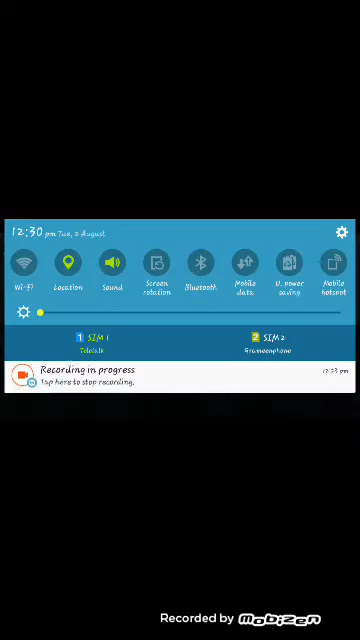 12:30 pm Tue, 2 August
Wi-Fi
Location
Sound
Screen rotation
Bluetooth
Mobile data
U. power saving
Mobile hotspot
1 SIM 1
Teletalk
2 SIM 2
Grameenphone
Recording in progress
12:23 pm
Tap here to stop recording.
Recorded by Mobizen